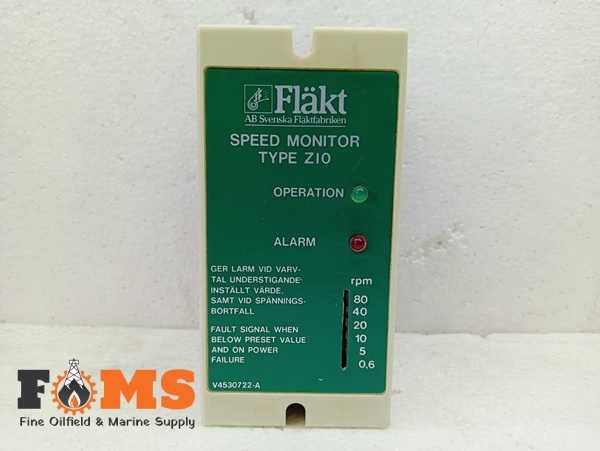 Fläkt
AB Svenska Fläktfabriken
SPEED MONITOR
TYPE Z10
OPERATION
ALARM
GER LARM VID VARV-
TAL UNDERSTIGANDE
INSTÄLLT VÄRDE,
SAMT VID SPÄNNINGS-
BORTFALL
FAULT SIGNAL WHEN
BELOW PRESET VALUE
AND ON POWER
FAILURE
rpm
80
40
20
10
5
0,6
V4530722-A
FOMS
Fine Oilfield & Marine Supply